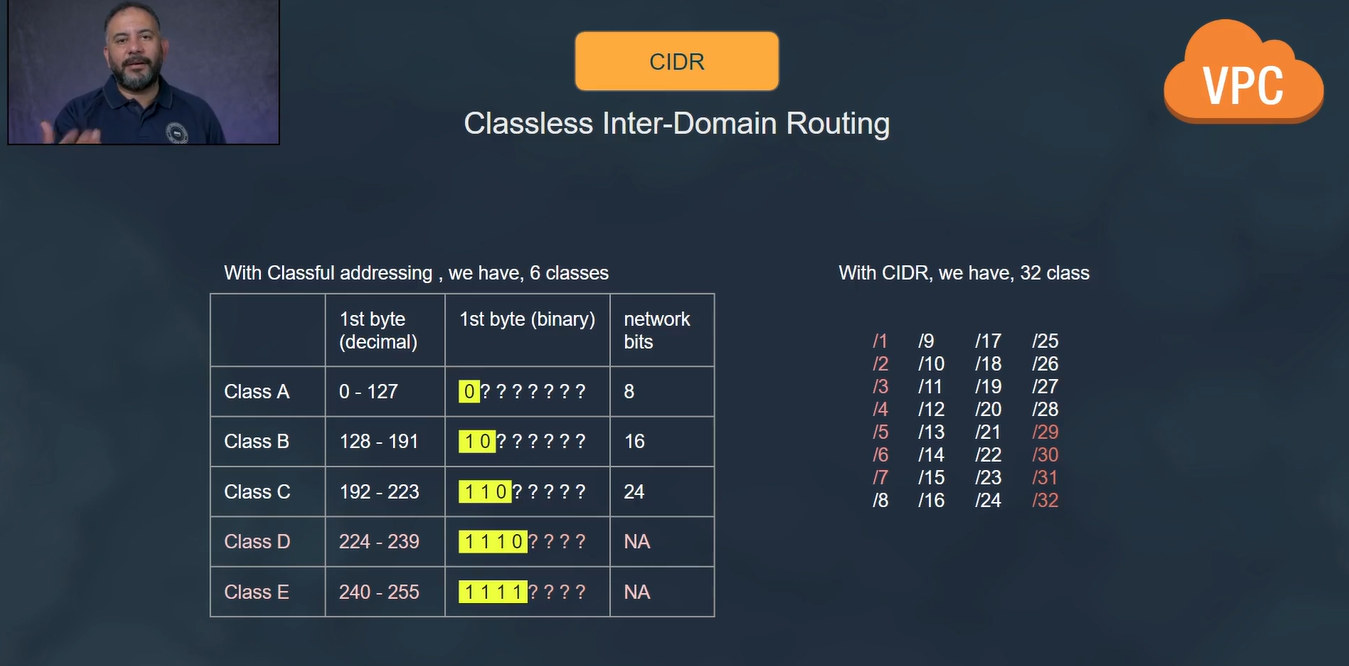 CIDR
VPC
Classless Inter-Domain Routing
With Classful addressing , we have, 6 classes
1st byte (decimal) 1st byte (binary) network bits
Class A 0 - 127 0 ? ? ? ? ? ? ? 8
Class B 128 - 191 1 0 ? ? ? ? ? ? 16
Class C 192 - 223 1 1 0 ? ? ? ? ? 24
Class D 224 - 239 1 1 1 0 ? ? ? ? NA
Class E 240 - 255 1 1 1 1 ? ? ? ? NA
With CIDR, we have, 32 class
/1 /9 /17 /25
/2 /10 /18 /26
/3 /11 /19 /27
/4 /12 /20 /28
/5 /13 /21 /29
/6 /14 /22 /30
/7 /15 /23 /31
/8 /16 /24 /32